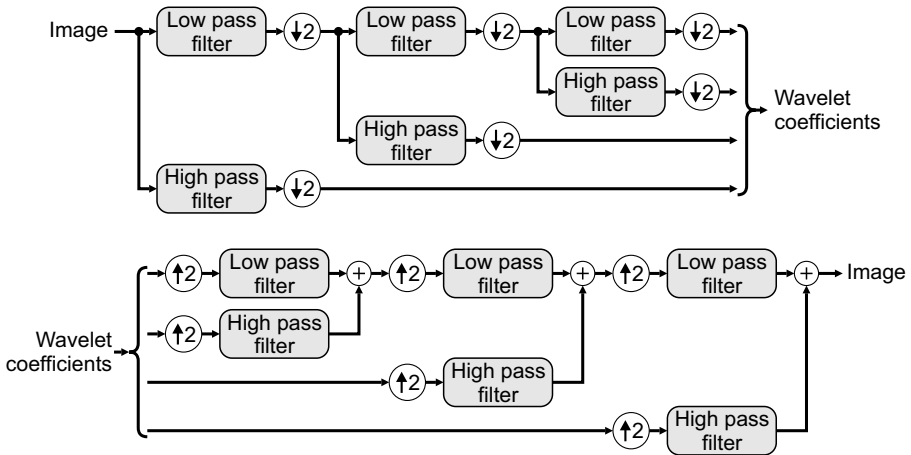 Image
Low pass
filter
↓2
Low pass
filter
↓2
Low pass
filter
↓2
High pass
filter
↓2
High pass
filter
↓2
High pass
filter
↓2
Wavelet
coefficients
Wavelet
coefficients
↑2
Low pass
filter
+
↑2
Low pass
filter
+
↑2
Low pass
filter
+
Image
↑2
High pass
filter
↑2
High pass
filter
↑2
High pass
filter